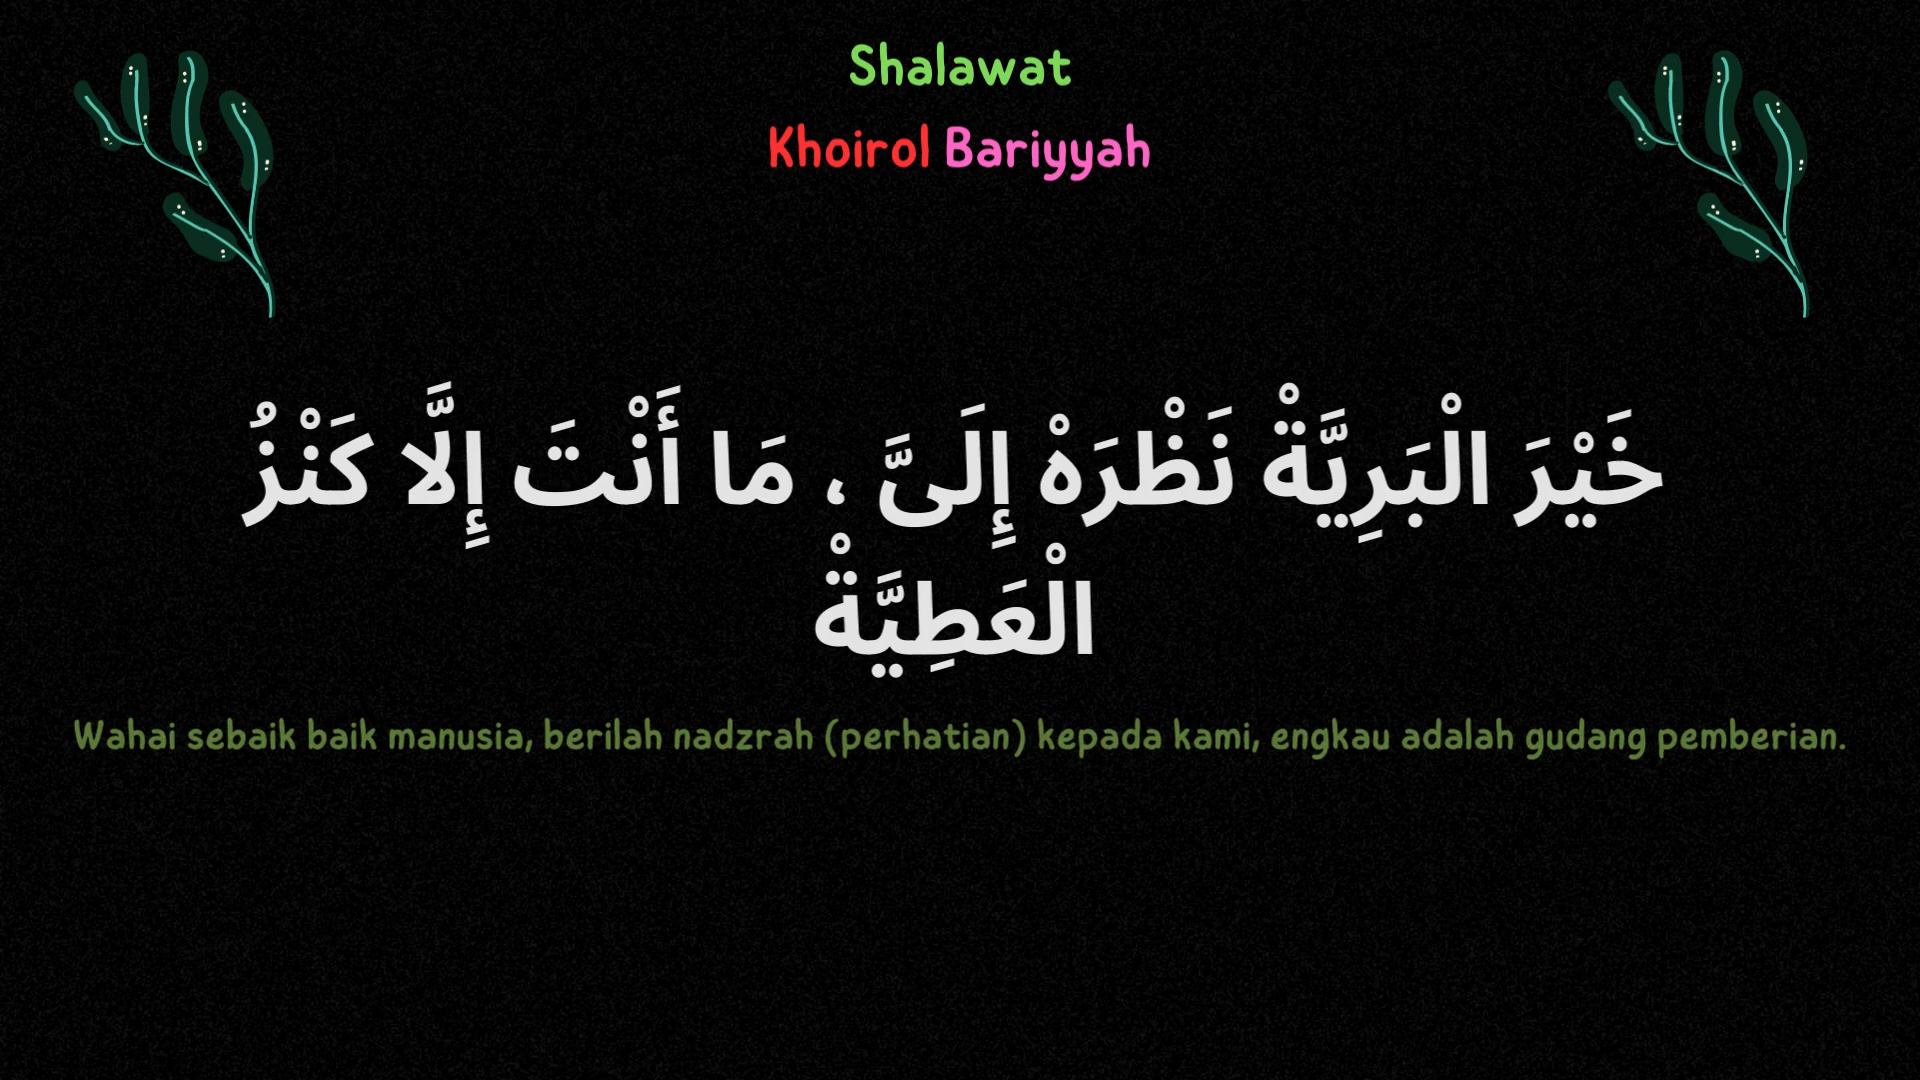 Shalawat
Khoirol Bariyyah
خَيْرَ الْبَرِيَّةْ نَظْرَهْ إِلَىَّ ، مَا أَنْتَ إِلَّا كَنْزُ
الْعَطِيَّةْ
Wahai sebaik baik manusia, berilah nadzrah (perhatian) kepada kami, engkau adalah gudang pemberian.